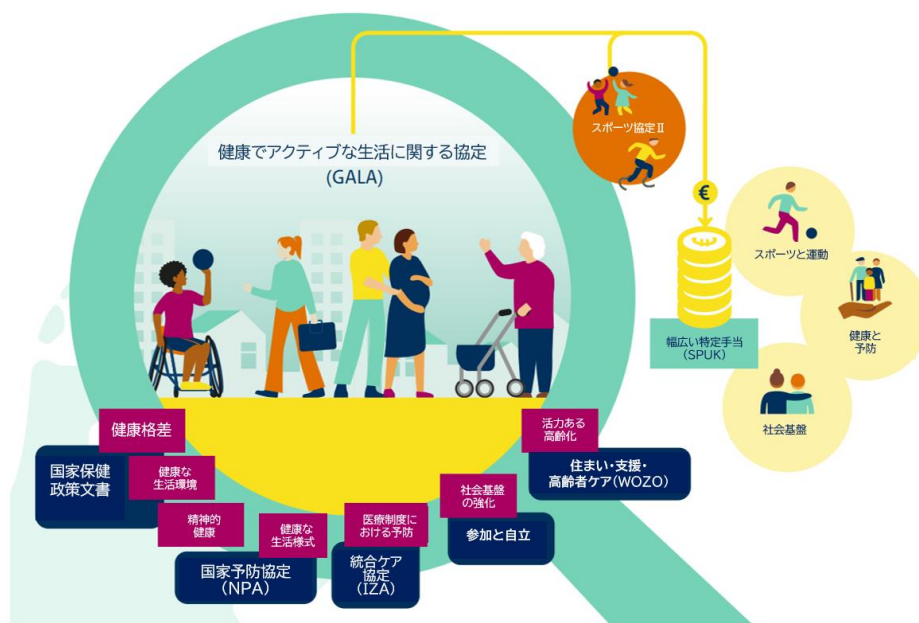 健康でアクティブな生活に関する協定
(GALA)
スポーツ協定Ⅱ
€
スポーツと運動
健康と
予防
幅広い特定手当
(SPUK)
社会基盤
健康格差
国家保健
政策文書
健康な
生活環境
精神的
健康
健康な
生活様式
国家予防協定
(NPA)
医療制度に
おける予防
統合ケア
協定
(IZA)
社会基盤
の強化
参加と自立
活力ある
高齢化
住まい・支援・
高齢者ケア(WOZO)